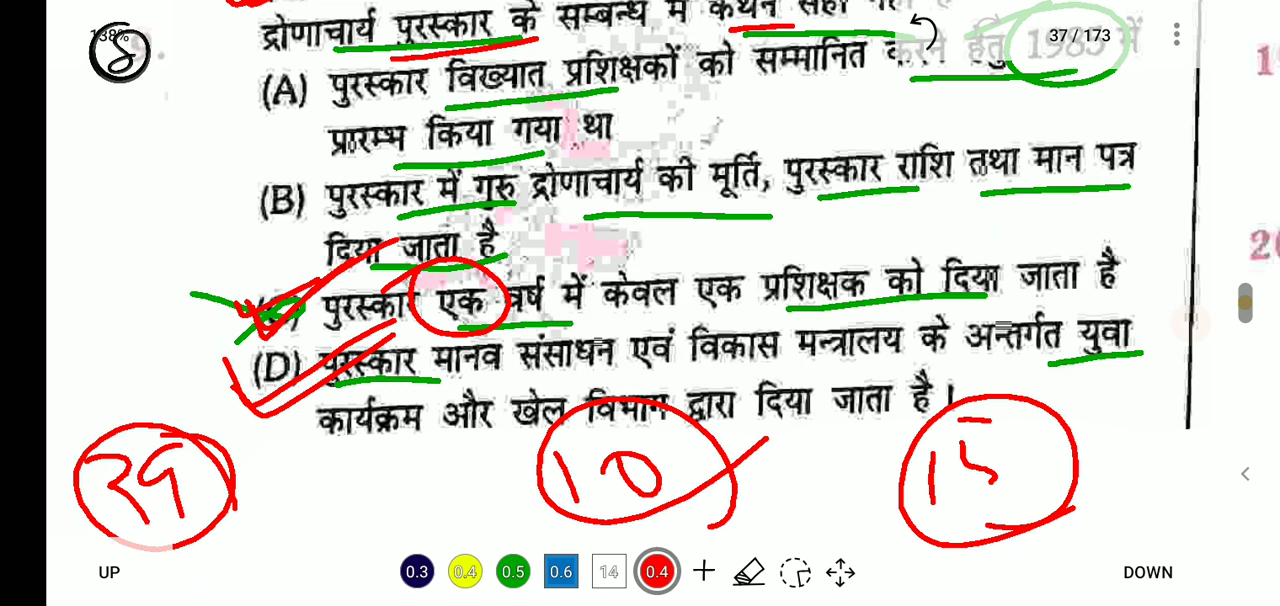 138%
37 / 173
8
द्रोणाचार्य पुरस्कार के सम्बन्ध में कथन सही
(A) पुरस्कार विख्यात प्रशिक्षकों को सम्मानित करने हेतु 1985 में
प्रारम्भ किया गया था
(B) पुरस्कार में गुरु द्रोणाचार्य की मूर्ति, पुरस्कार राशि तथा मान पत्र
दिया जाता है
पुरस्कार एक वर्ष में केवल एक प्रशिक्षक को दिया जाता है
(D) पुरस्कार मानव संसाधन एवं विकास मन्त्रालय के अन्तर्गत युवा
कार्यक्रम और खेल विभाग द्वारा दिया जाता है।
10
15
UP
0.3 0.4 0.5 0.6 14 0.4
DOWN